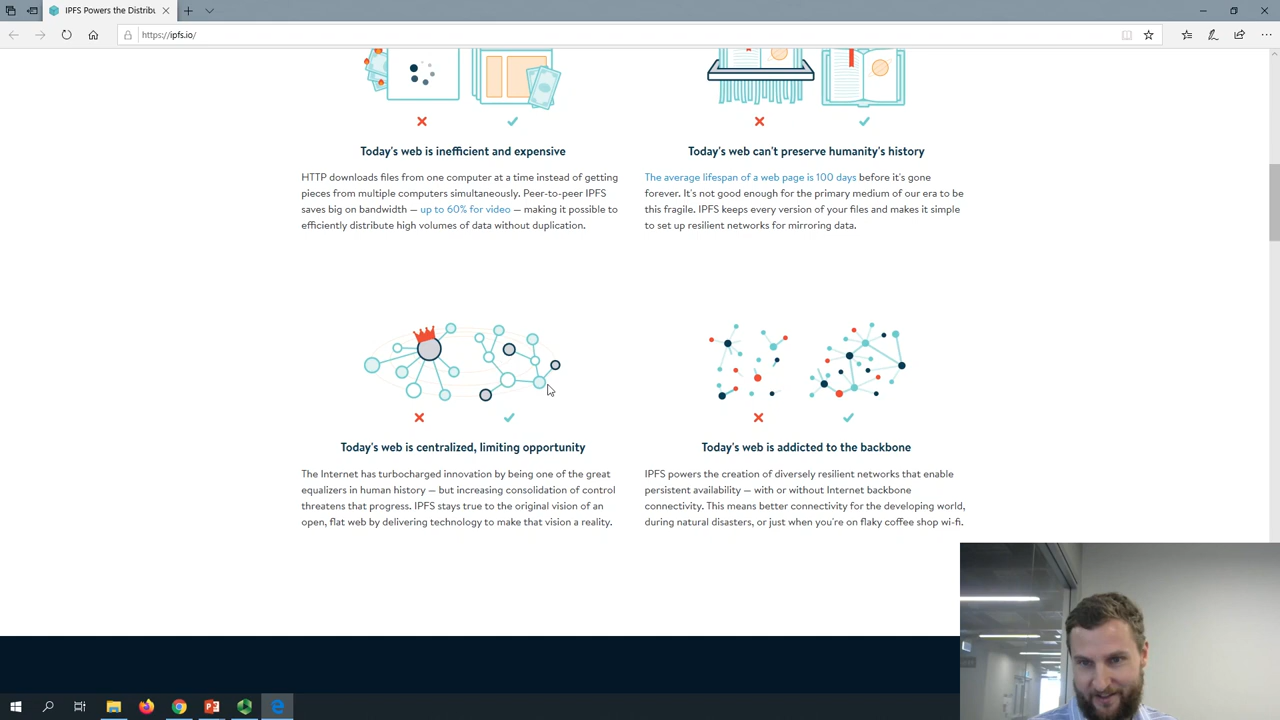 IPFS Powers the Distribu
https://ipfs.io/
Today's web is inefficient and expensive
HTTP downloads files from one computer at a time instead of getting
pieces from multiple computers simultaneously. Peer-to-peer IPFS
saves big on bandwidth — up to 60% for video — making it possible to
efficiently distribute high volumes of data without duplication.
Today's web can't preserve humanity's history
The average lifespan of a web page is 100 days before it's gone
forever. It's not good enough for the primary medium of our era to be
this fragile. IPFS keeps every version of your files and makes it simple
to set up resilient networks for mirroring data.
Today's web is centralized, limiting opportunity
The Internet has turbocharged innovation by being one of the great
equalizers in human history — but increasing consolidation of control
threatens that progress. IPFS stays true to the original vision of an
open, flat web by delivering technology to make that vision a reality.
Today's web is addicted to the backbone
IPFS powers the creation of diversely resilient networks that enable
persistent availability — with or without Internet backbone
connectivity. This means better connectivity for the developing world,
during natural disasters, or just when you're on flaky coffee shop wi-fi.